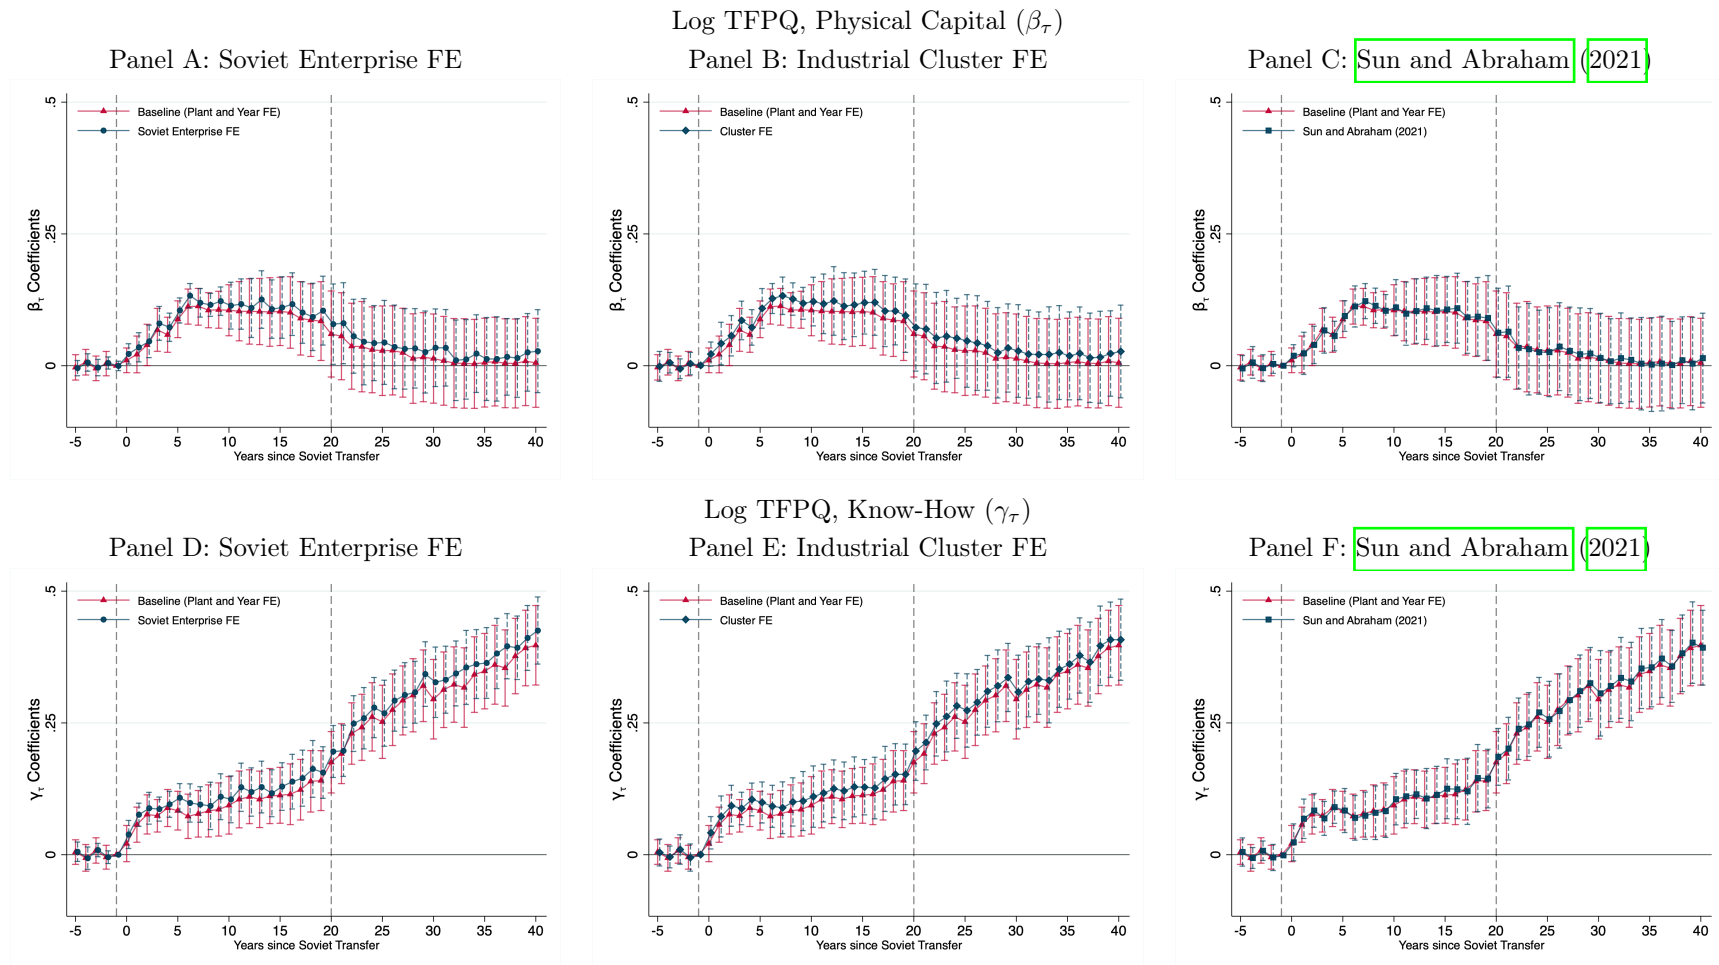 Log TFPQ, Physical Capital (βτ)
Panel A: Soviet Enterprise FE
Panel B: Industrial Cluster FE
Panel C: Sun and Abraham (2021)
.5
Baseline (Plant and Year FE)
Soviet Enterprise FE
.25
0
βτ Coefficients
-5 0 5 10 15 20 25 30 35 40
Years since Soviet Transfer
.5
Baseline (Plant and Year FE)
Cluster FE
.25
0
βτ Coefficients
-5 0 5 10 15 20 25 30 35 40
Years since Soviet Transfer
.5
Baseline (Plant and Year FE)
Sun and Abraham (2021)
.25
0
βτ Coefficients
-5 0 5 10 15 20 25 30 35 40
Years since Soviet Transfer
Log TFPQ, Know-How (γτ)
Panel D: Soviet Enterprise FE
Panel E: Industrial Cluster FE
Panel F: Sun and Abraham (2021)
.5
Baseline (Plant and Year FE)
Soviet Enterprise FE
.25
0
γτ Coefficients
-5 0 5 10 15 20 25 30 35 40
Years since Soviet Transfer
.5
Baseline (Plant and Year FE)
Cluster FE
.25
0
γτ Coefficients
-5 0 5 10 15 20 25 30 35 40
Years since Soviet Transfer
.5
Baseline (Plant and Year FE)
Sun and Abraham (2021)
.25
0
γτ Coefficients
-5 0 5 10 15 20 25 30 35 40
Years since Soviet Transfer